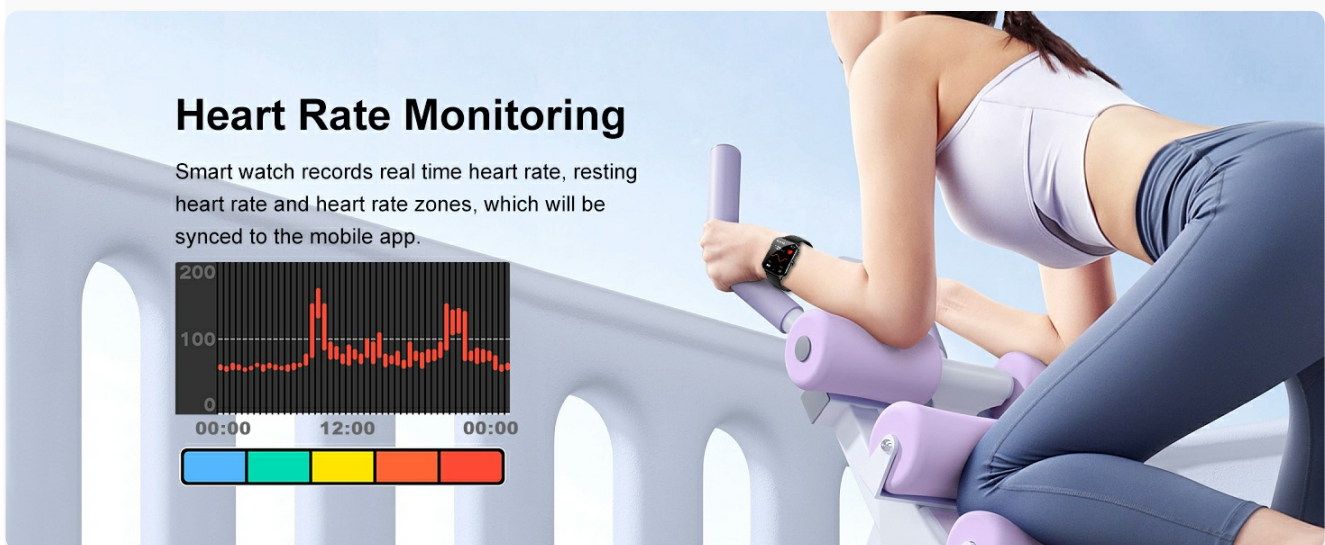 Heart Rate Monitoring
Smart watch records real time heart rate, resting
heart rate and heart rate zones, which will be
synced to the mobile app.
200
100
0
00:00 12:00 00:00